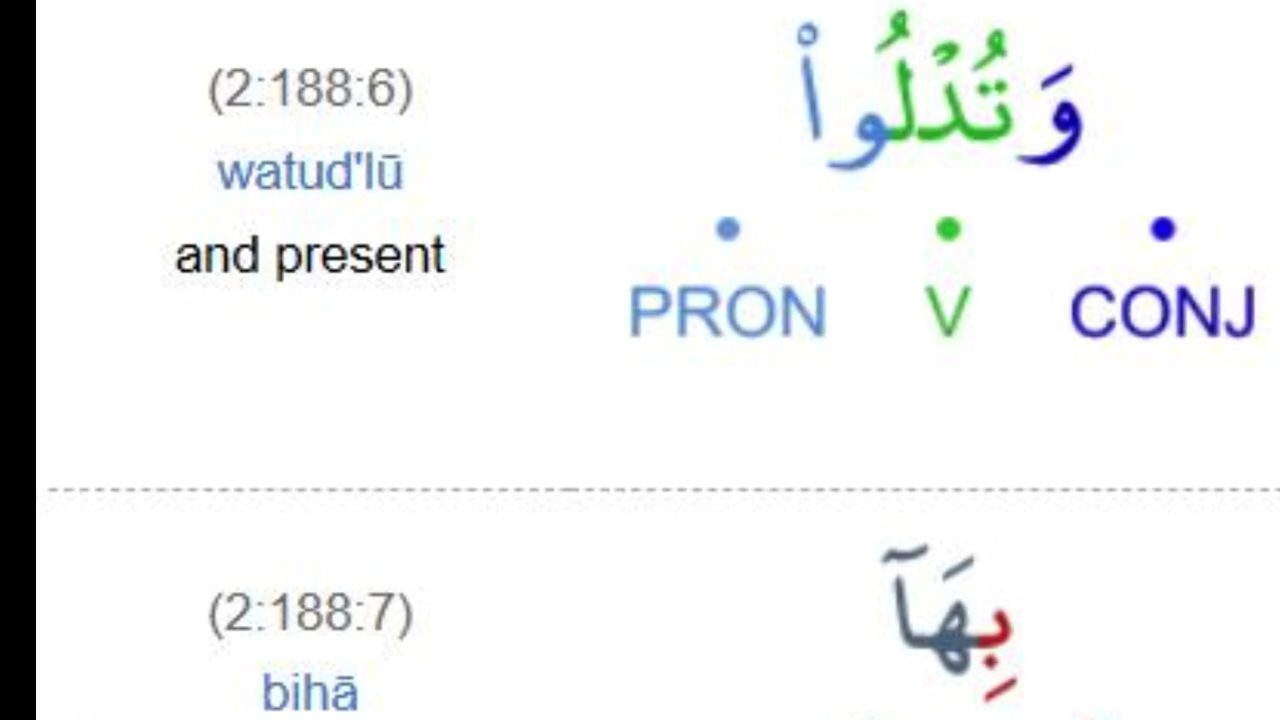 (2:188:6)
watud'lū
and present
وَتُدْلُوا۟
PRON V CONJ
(2:188:7)
bihā
بِهَآ